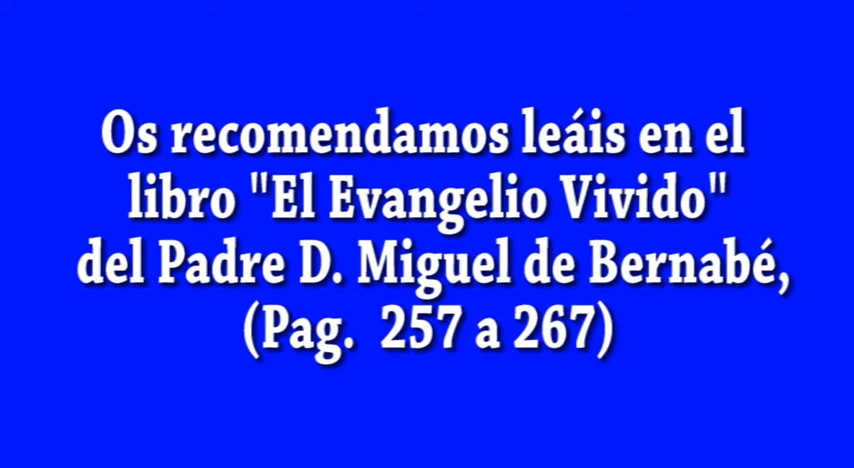 Os recomendamos leáis en el
libro "El Evangelio Vivido"
del Padre D. Miguel de Bernabé,
(Pag. 257 a 267)